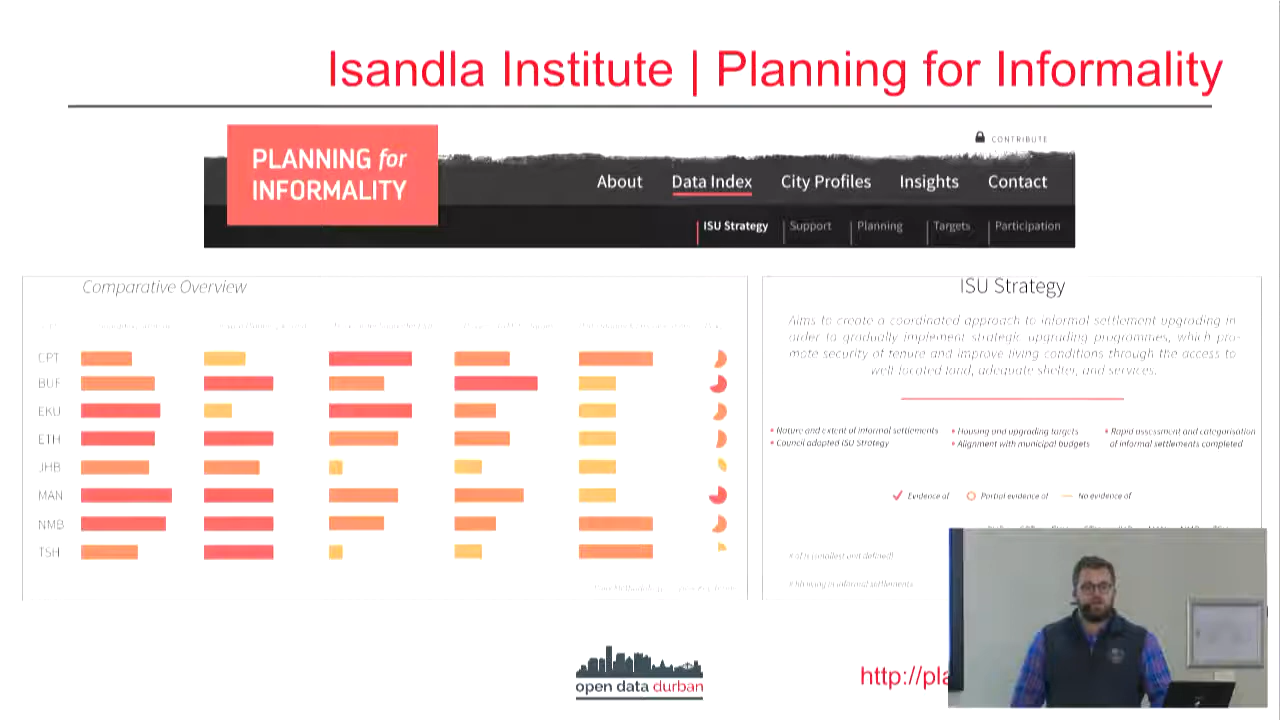 Isandla Institute | Planning for Informality
PLANNING for
INFORMALITY
CONTRIBUTE
About Data Index City Profiles Insights Contact
ISU Strategy Support Planning Targets Participation
Comparative Overview
CPT
BUF
EKU
ETH
JHB
MAN
NMB
TSH
ISU Strategy
Aims to create a coordinated approach to informal settlement upgrading in
order to gradually implement strategic upgrading programmes, which pro-
mote security of tenure and improve living conditions through the access to
well located land, adequate shelter, and services.
• Nature and extent of informal settlements
• Council adopted ISU Strategy
• Housing and upgrading targets
• Alignment with municipal budgets
• Rapid assessment and categorisation
of informal settlements completed
Evidence of Partial evidence of No evidence of
open data durban
http://pla